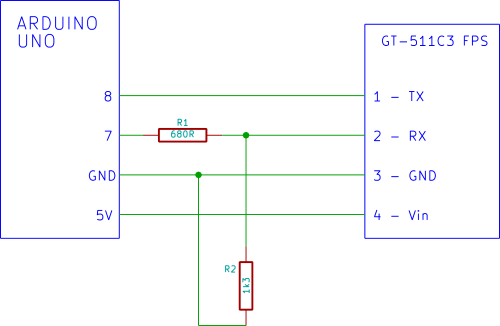 ARDUINO
UNO
GT-511C3 FPS
8
1 - TX
R1
680R
7
2 - RX
GND
3 - GND
5V
4 - Vin
R2
1k3